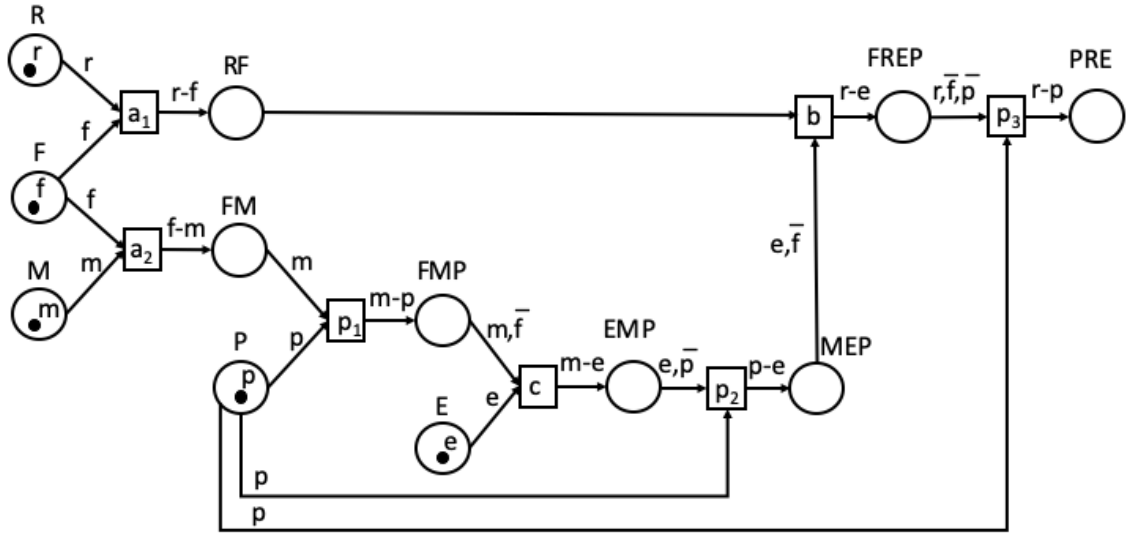 R
r
r
F
f
f
f
M
m
m
a₁
r-f
RF
a₂
f-m
FM
m
P
p
p
p
p
p₁
m-p
FMP
m,f̅
E
e
e
c
m-e
EMP
e,p̅
p₂
p-e
MEP
e,f̅
b
r-e
FREP
r,f̅,p̅
p₃
r-p
PRE